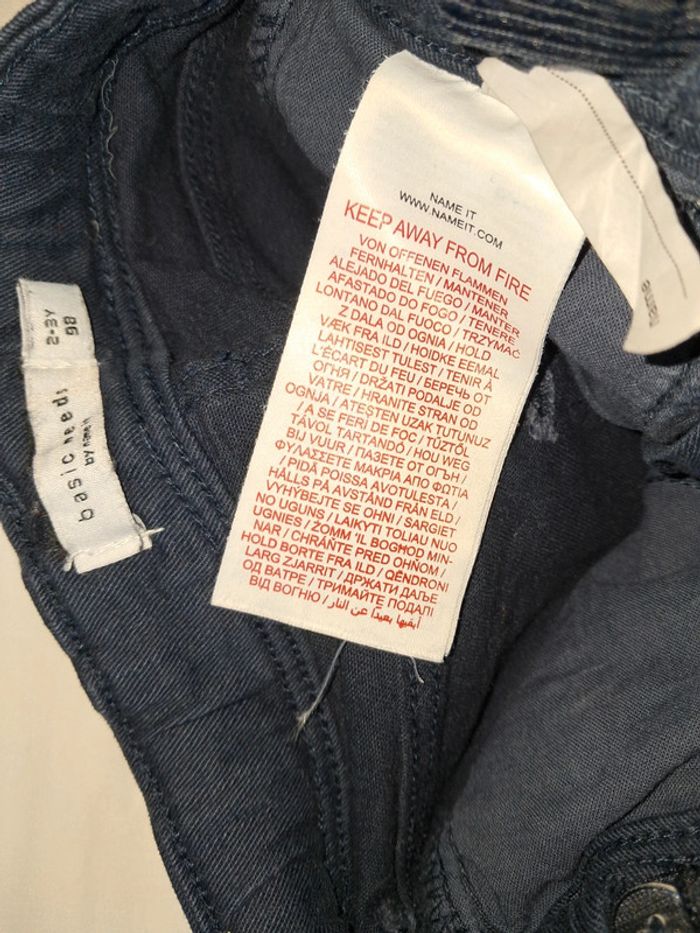 NAME IT
WWW.NAMEIT.COM
KEEP AWAY FROM FIRE
VON OFFENEN FLAMMEN
FERNHALTEN / MANTENER
ALEJADO DEL FUEGO / MANTER
AFASTADO DO FOGO / TENERE
LONTANO DAL FUOCO / TRZYMAĆ
Z DALA OD OGNIA / HOLD
VÆK FRA ILD / HOIDKE EEMAL
LAHTISEST TULEST / TENIR À
L'ÉCART DU FEU / БЕРЕЧЬ ОТ
ОГНЯ / DRŽATI PODALJE OD
VATRE / HRANITE STRAN OD
OGNJA / ATEŞTEN UZAK TUTUNUZ
/ A SE FERI DE FOC / TŰZTŐL
TÁVOL TARTANDÓ / HOU WEG
BIJ VUUR / ПАЗЕТЕ ОТ ОГЪН /
ΦΥΛΑΣΣΕΤΕ ΜΑΚΡΙΑ ΑΠΟ ΦΩΤΙΑ
/ PIDÄ POISSA AVOTULESTA /
HÅLLS PÅ AVSTÅND FRÅN ELD /
VYHÝBEJTE SE OHNI / SARGIET
NO UGUNS / LAIKYTI TOLIAU NUO
UGNIES / ŻOMM 'IL BOGHOD MIN-
NAR / CHRÁŇTE PRED OHŇOM /
HOLD BORTE FRA ILD / QËNDRONI
LARG ZJARRIT / ДРЖАТИ ДАЉЕ
ОД ВАТРЕ / ТРИМАЙТЕ ПОДАЛІ
ВІД ВОГНЮ / أبقيها بعيدًا عن النار
2-3Y
98
basic needs
by name it
name